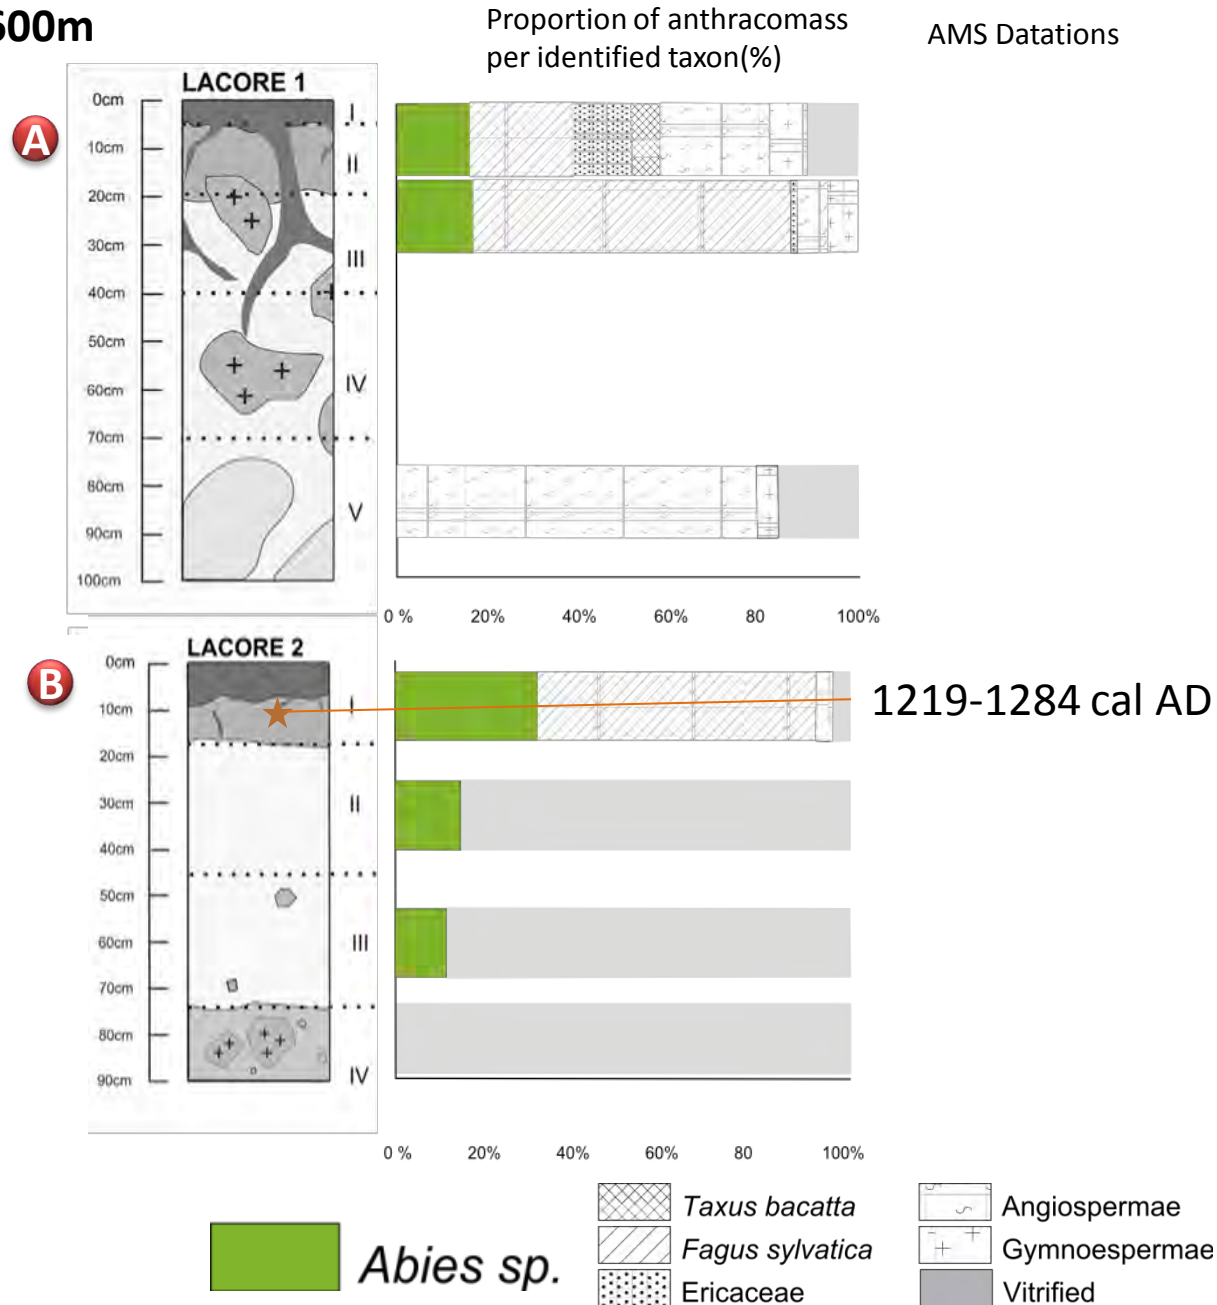 600m
Proportion of anthracomass
per identified taxon(%)
AMS Datations
LACORE 1
A
0cm
10cm
20cm
30cm
40cm
50cm
60cm
70cm
80cm
90cm
100cm
I
II
III
IV
V
0 % 20% 40% 60% 80 100%
LACORE 2
B
0cm
10cm
20cm
30cm
40cm
50cm
60cm
70cm
80cm
90cm
I
II
III
IV
1219-1284 cal AD
0 % 20% 40% 60% 80 100%
Abies sp.
Taxus bacatta
Fagus sylvatica
Ericaceae
Angiospermae
Gymnoespermae
Vitrified